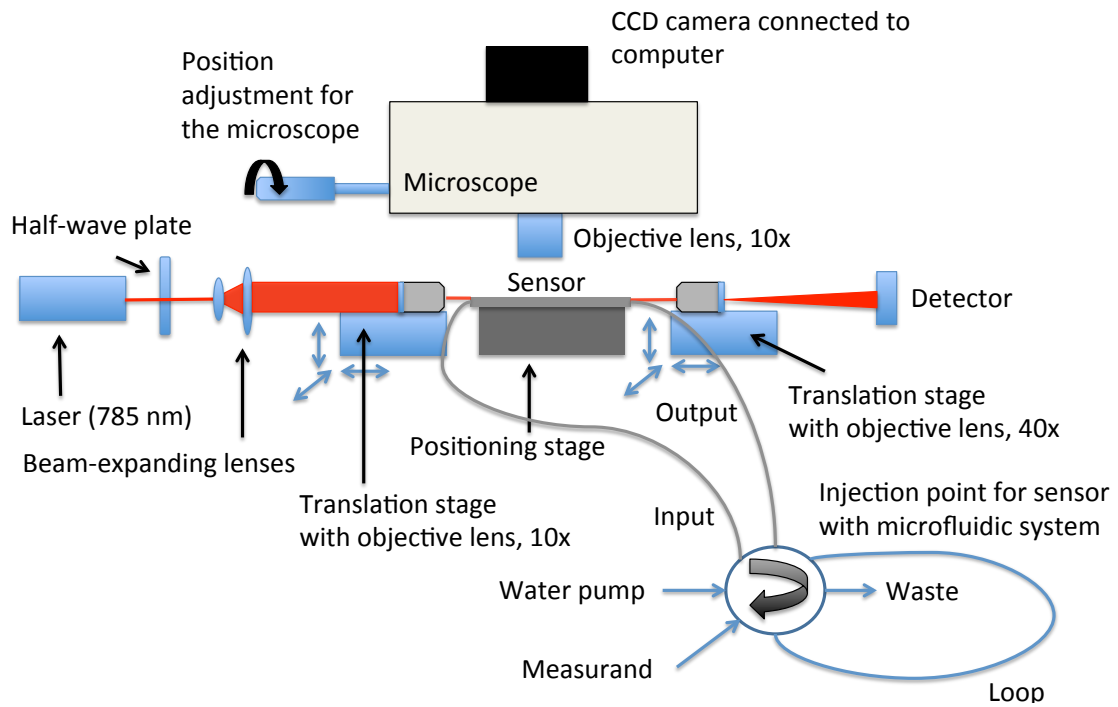 CCD camera connected to
computer
Position
adjustment for
the microscope
Microscope
Half-wave plate
Objective lens, 10x
Sensor
Detector
Laser (785 nm)
Beam-expanding lenses
Positioning stage
Output
Translation stage
with objective lens, 40x
Translation stage
with objective lens, 10x
Input
Injection point for sensor
with microfluidic system
Water pump
Waste
Measurand
Loop